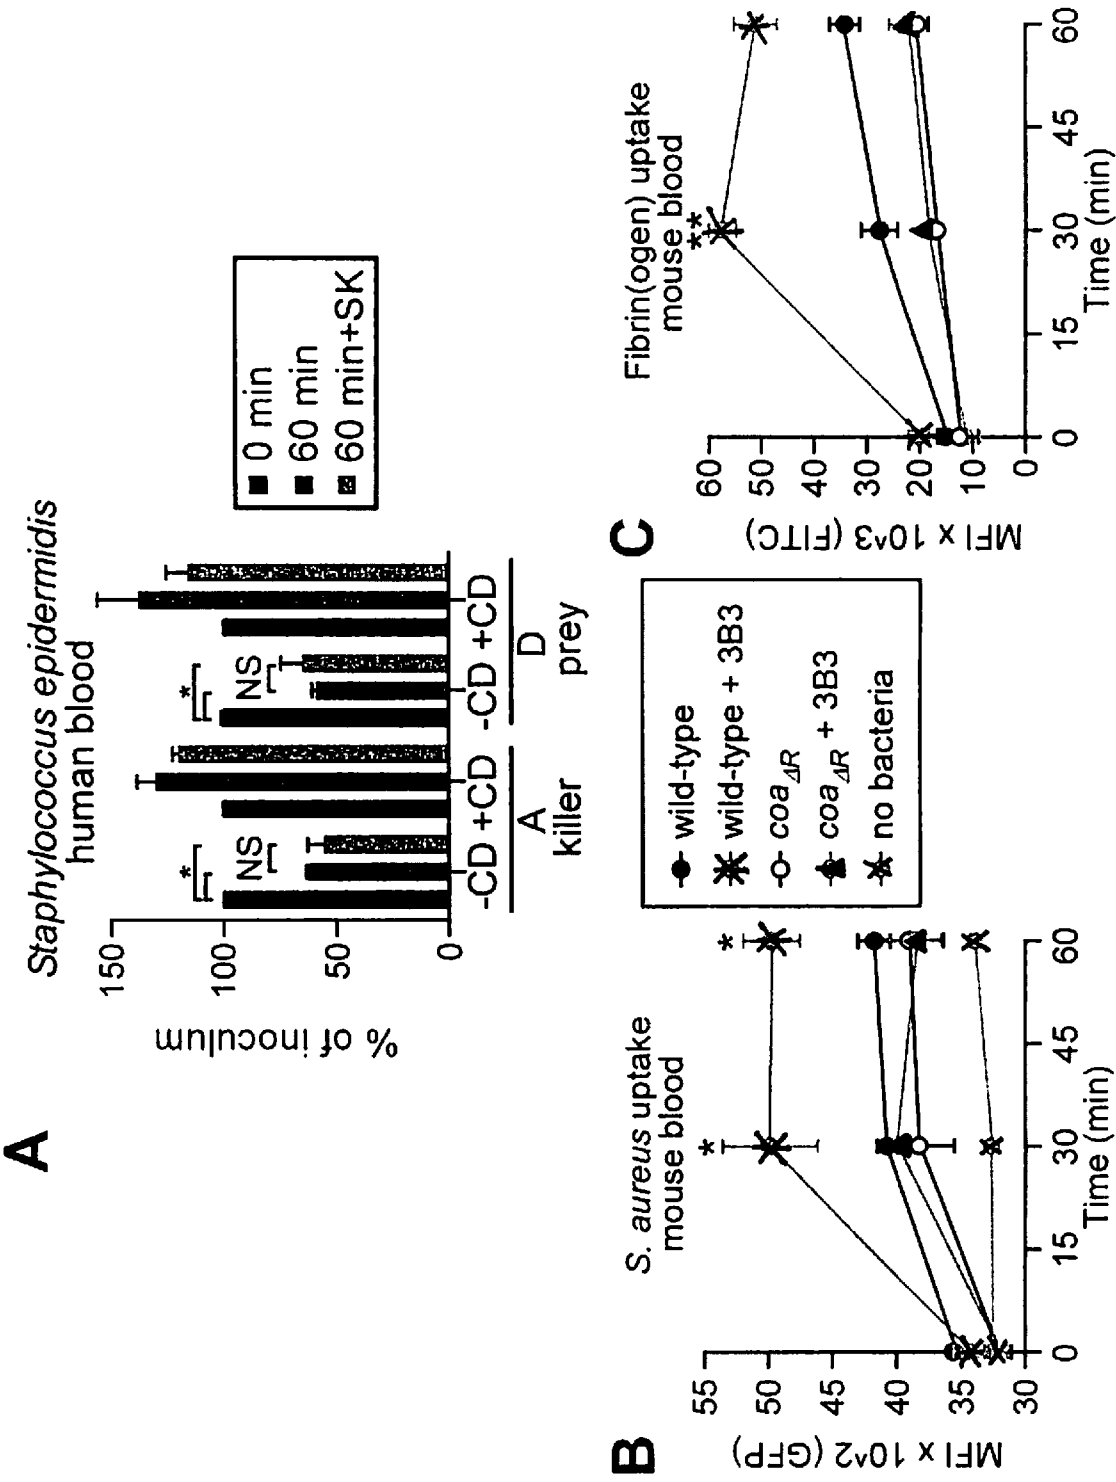 A
Staphylococcus epidermidis
human blood
% of inoculum
150
100
50
0
* NS * NS
-CD +CD -CD +CD
A D
killer prey
0 min
60 min
60 min+SK
B
S. aureus uptake
mouse blood
MFI x 10^2 (GFP)
55
50
45
40
35
30
* *
0 15 30 45 60
Time (min)
wild-type
wild-type + 3B3
coa ΔR
coa ΔR + 3B3
no bacteria
C
Fibrin(ogen) uptake
mouse blood
MFI x 10^3 (FITC)
60
50
40
30
20
10
0
**
0 15 30 45 60
Time (min)